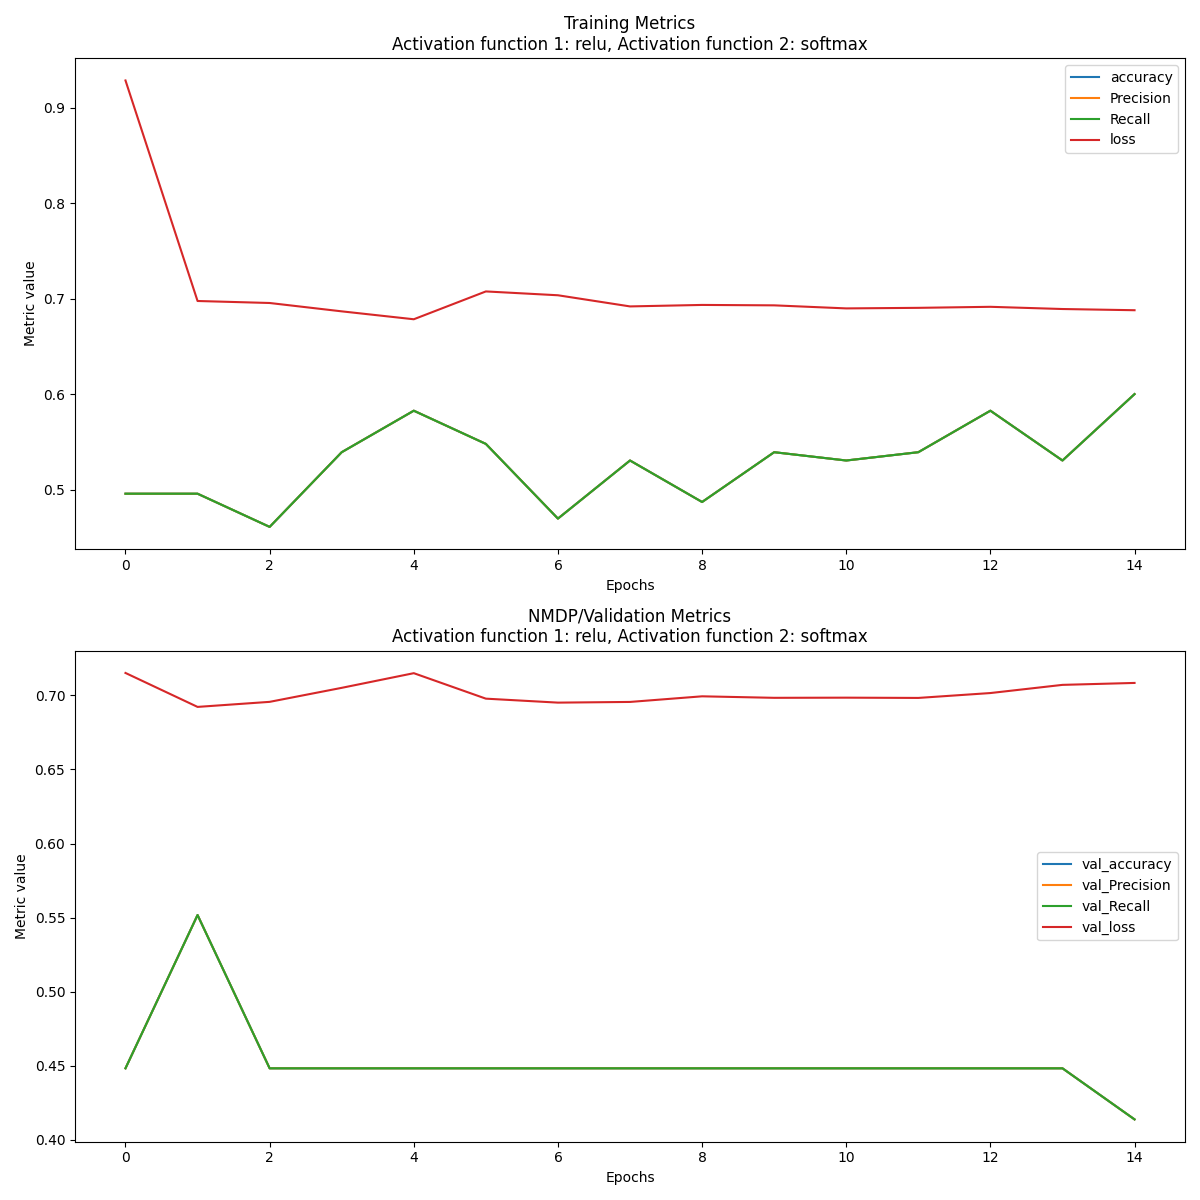 Training Metrics
Activation function 1: relu, Activation function 2: softmax
accuracy
Precision
Recall
loss
0.9
0.8
0.7
0.6
0.5
Metric value
0 2 4 6 8 10 12 14
Epochs
NMDP/Validation Metrics
Activation function 1: relu, Activation function 2: softmax
0.70
0.65
0.60
0.55
0.50
0.45
0.40
Metric value
val_accuracy
val_Precision
val_Recall
val_loss
0 2 4 6 8 10 12 14
Epochs